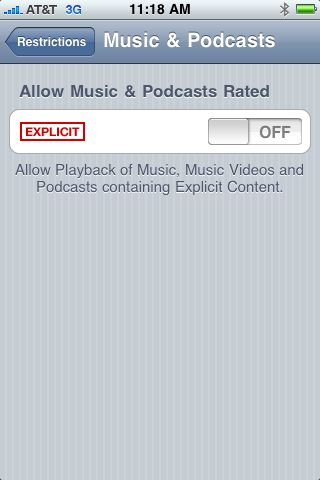 AT&T 3G 11:18 AM
Restrictions Music & Podcasts
Allow Music & Podcasts Rated
EXPLICIT OFF
Allow Playback of Music, Music Videos and
Podcasts containing Explicit Content.